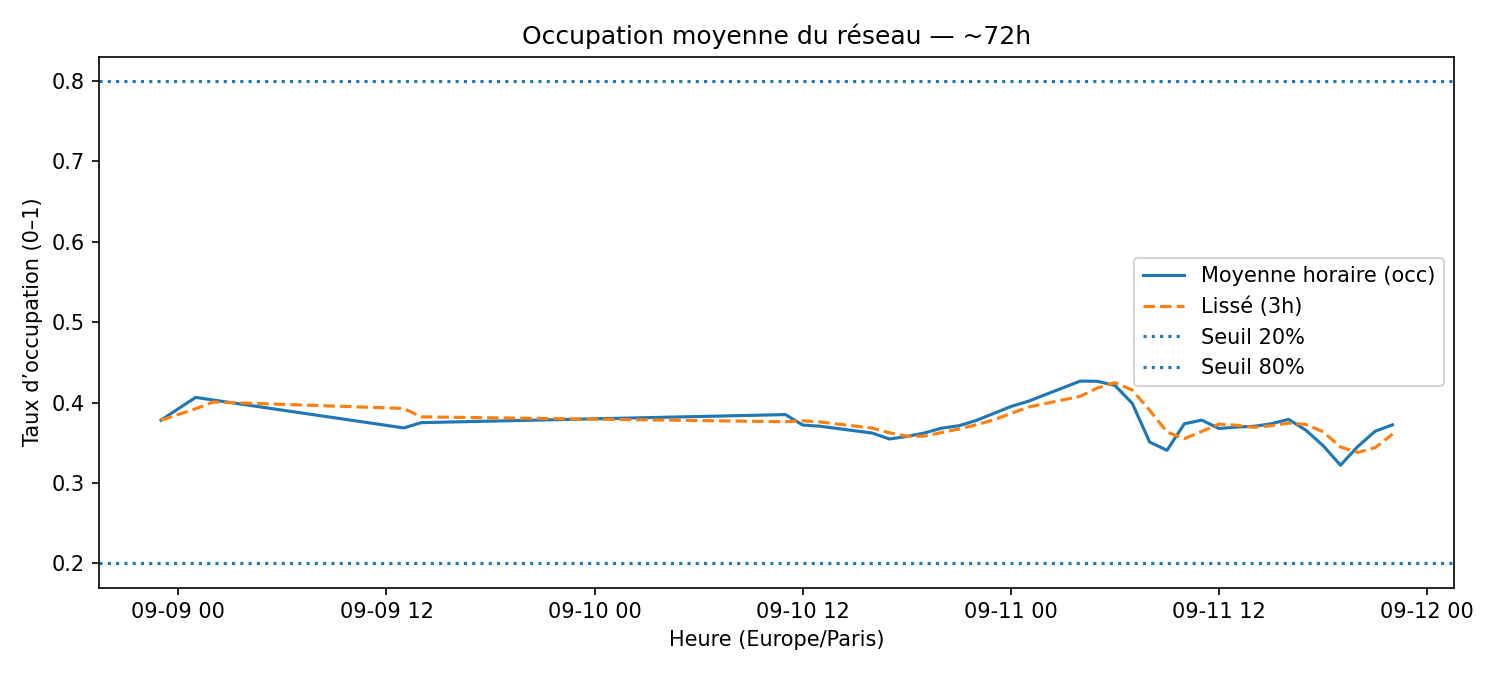 Occupation moyenne du réseau — ~72h
Taux d’occupation (0–1)
0.8
0.7
0.6
0.5
0.4
0.3
0.2
Moyenne horaire (occ)
Lissé (3h)
Seuil 20%
Seuil 80%
09-09 00 09-09 12 09-10 00 09-10 12 09-11 00 09-11 12 09-12 00
Heure (Europe/Paris)